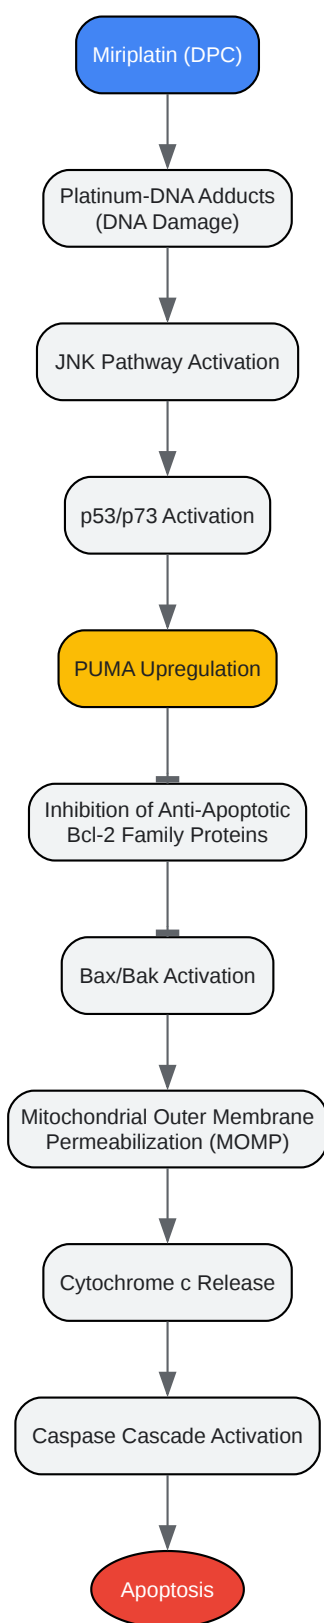 Miriplatin (DPC)
Platinum-DNA Adducts
(DNA Damage)
JNK Pathway Activation
p53/p73 Activation
PUMA Upregulation
Inhibition of Anti-Apoptotic
Bcl-2 Family Proteins
Bax/Bak Activation
Mitochondrial Outer Membrane
Permeabilization (MOMP)
Cytochrome c Release
Caspase Cascade Activation
Apoptosis